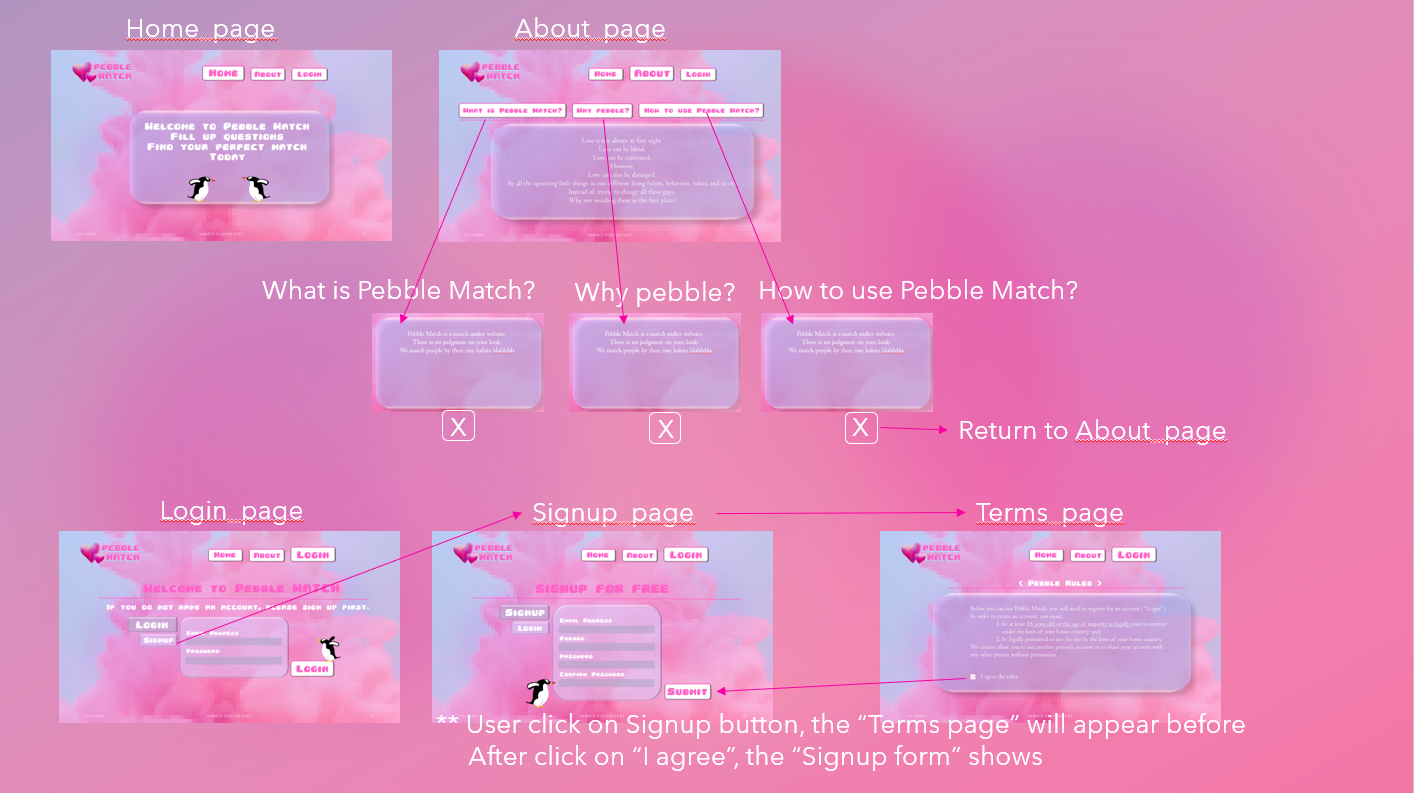 Home page
PEBBLE
MATCH
HOME
ABOUT
LOGIN
WELCOME TO PEBBLE MATCH
FILL UP QUESTIONS
FIND YOUR PERFECT MATCH
TODAY
SAMPLE FOOTER TEXT
About page
PEBBLE
MATCH
HOME
ABOUT
LOGIN
WHAT IS PEBBLE MATCH?
WHY PEBBLE?
HOW TO USE PEBBLE MATCH?
Love is not always at first sight.
Love can be blind.
Love can be cultivated.
However,
Love can also be damaged.
By all the upsetting little things in our different living habits, behaviors, values and so on
Instead of trying to change all these gaps,
Why not avoiding them in the first place?
SAMPLE FOOTER TEXT
What is Pebble Match?
Why pebble?
How to use Pebble Match?
Pebble Match is a match maker website.
There is no judgment on your look.
We match people by their tiny habits blablabla
Pebble Match is a match maker website.
There is no judgment on your look.
We match people by their tiny habits blablabla
Pebble Match is a match maker website.
There is no judgment on your look.
We match people by their tiny habits blablabla
X
X
X
Return to About page
Login page
PEBBLE
MATCH
HOME
ABOUT
LOGIN
WELCOME TO PEBBLE MATCH
IF YOU DO NOT HAVE AN ACCOUNT, PLEASE SIGN UP FIRST.
LOGIN
SIGNUP
EMAIL ADDRESS
PASSWORD
LOGIN
SAMPLE FOOTER TEXT
Signup page
PEBBLE
MATCH
HOME
ABOUT
LOGIN
SIGNUP FOR FREE
SIGNUP
LOGIN
EMAIL ADDRESS
PSEUDO
PASSWORD
CONFIRM PASSWORD
SUBMIT
Terms page
PEBBLE
MATCH
HOME
ABOUT
LOGIN
< PEBBLE RULES >
Before you can use Pebble Match, you will need to register for an account ("Login").
In order to create an account, you must:
1. be at least 18 years old or the age of majority to legally enter a contract
under the laws of your home country; and
2. be legally permitted to use the site by the laws of your home country,
We cannot allow you to use another person's account or to share your account with
any other person without permission.
I agree the rules
** User click on Signup button, the “Terms page” will appear before
After click on “I agree”, the “Signup form” shows